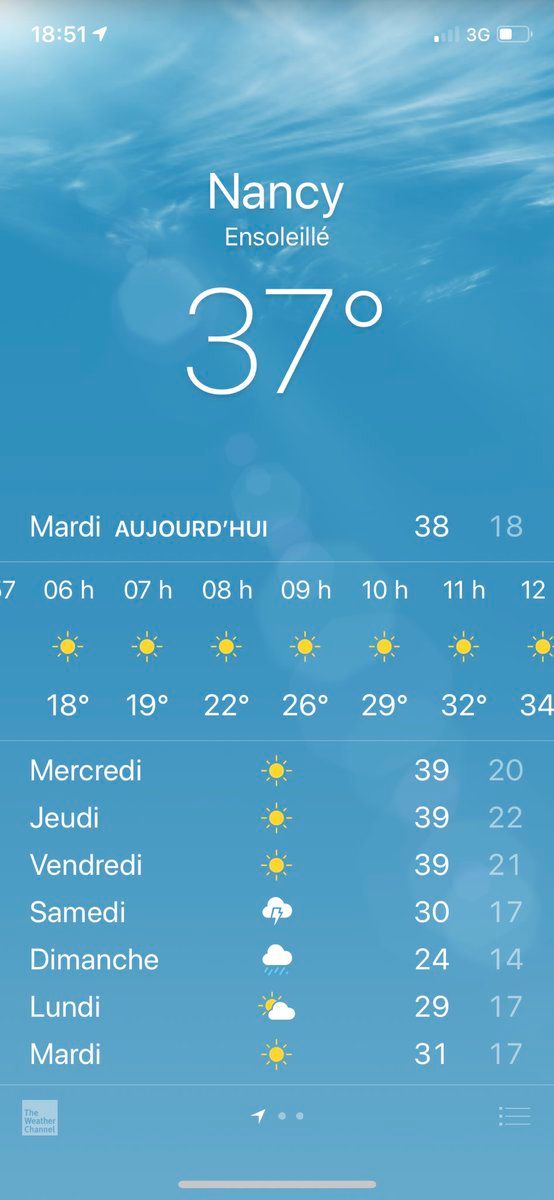 18:51 3G
Nancy
Ensoleillé
37°
Mardi AUJOURD'HUI 38 18
57 06 h 07 h 08 h 09 h 10 h 11 h 12
18° 19° 22° 26° 29° 32° 34
Mercredi 39 20
Jeudi 39 22
Vendredi 39 21
Samedi 30 17
Dimanche 24 14
Lundi 29 17
Mardi 31 17
The
Weather
Channel